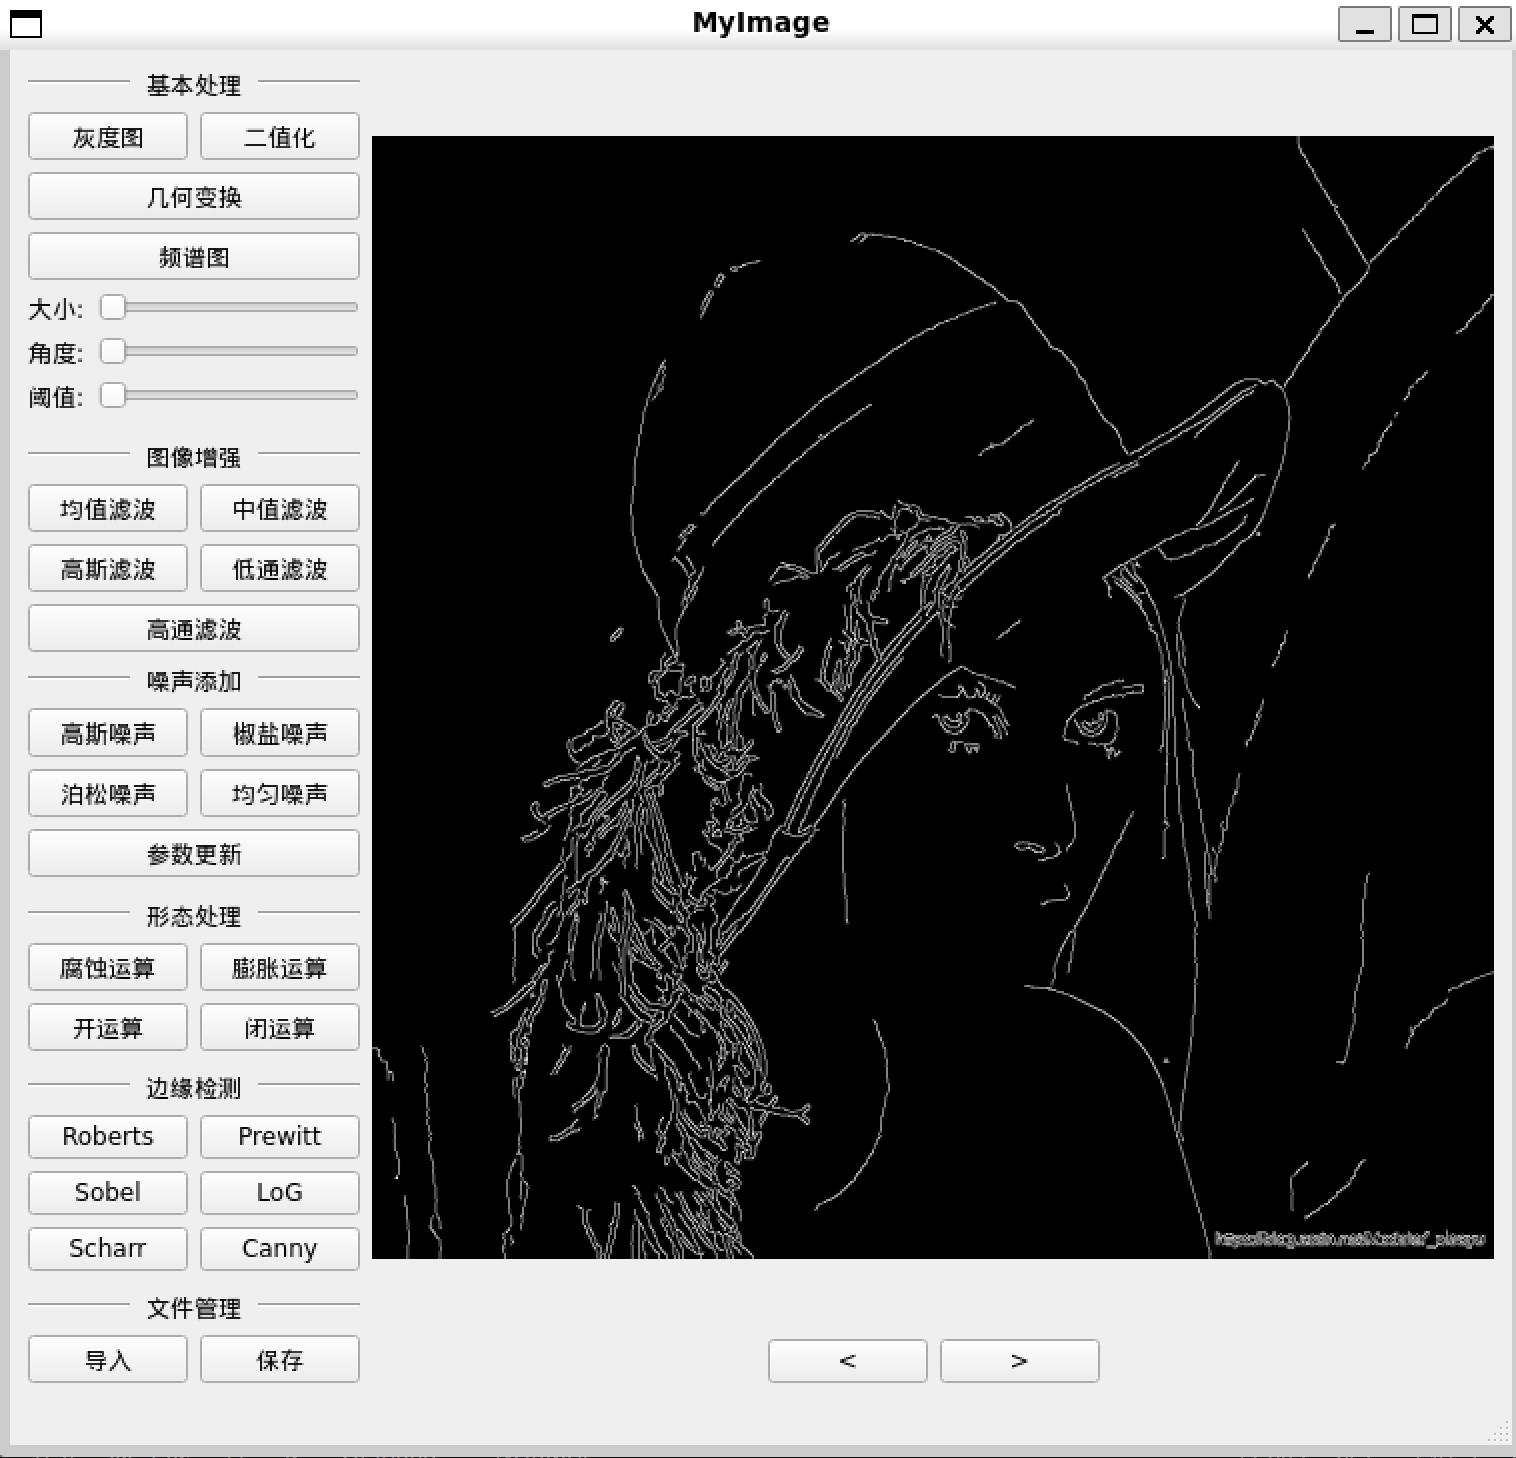 MyImage
基本处理
灰度图 二值化
几何变换
频谱图
大小:
角度:
阈值:
图像增强
均值滤波 中值滤波
高斯滤波 低通滤波
高通滤波
噪声添加
高斯噪声 椒盐噪声
泊松噪声 均匀噪声
参数更新
形态处理
腐蚀运算 膨胀运算
开运算 闭运算
边缘检测
Roberts Prewitt
Sobel LoG
Scharr Canny
文件管理
导入 保存
< >